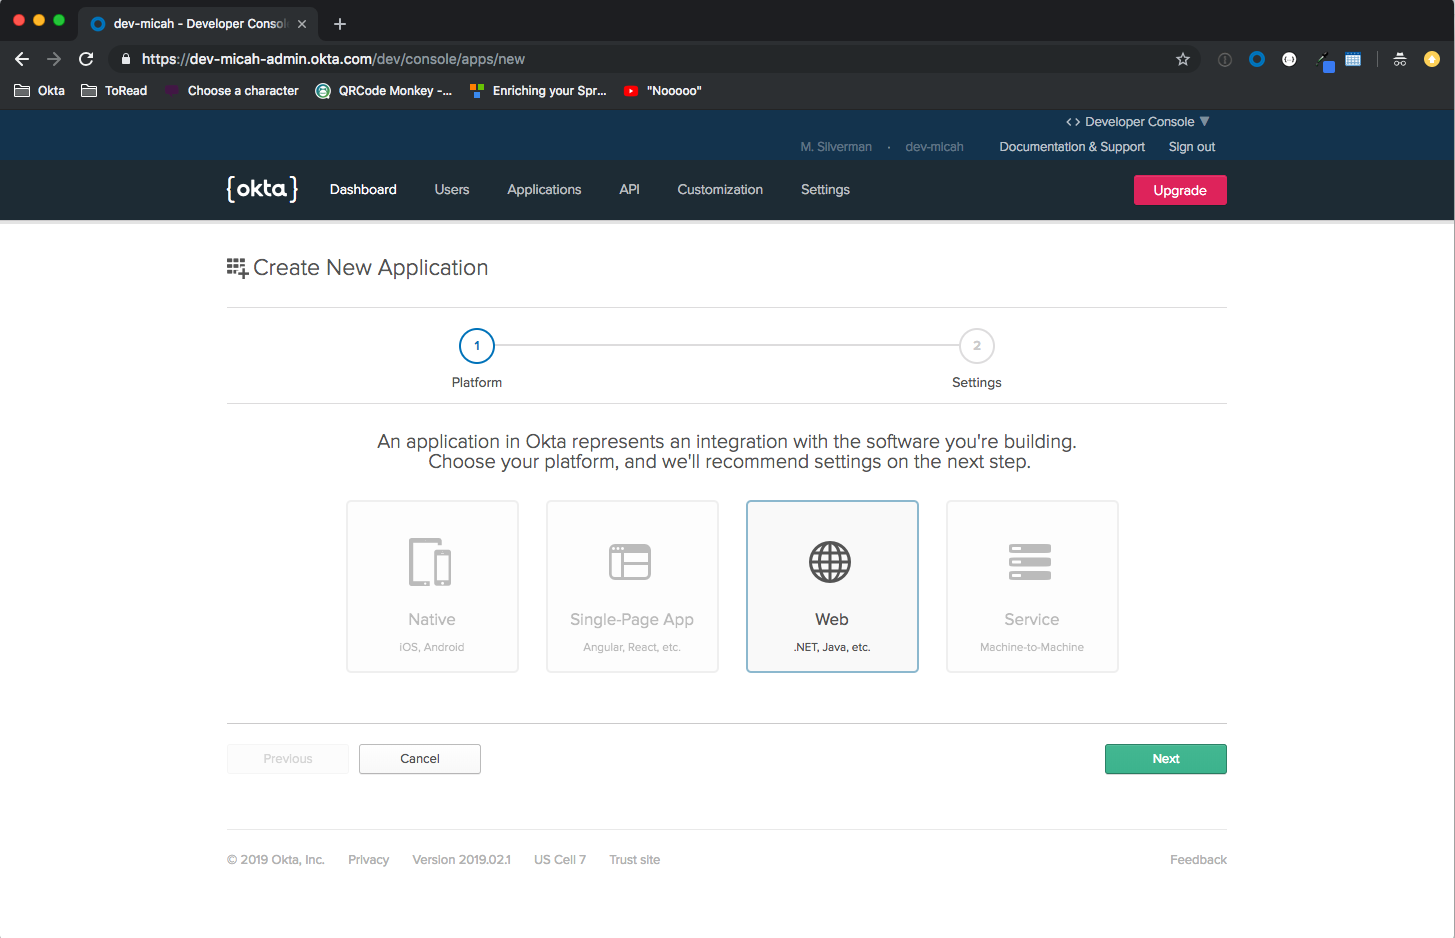 dev-micah - Developer Consol
https://dev-micah-admin.okta.com/dev/console/apps/new
Okta
ToRead
Choose a character
QRCode Monkey -...
Enriching your Spr...
"Nooooo"
<> Developer Console ▼
M. Silverman · dev-micah
Documentation & Support
Sign out
{okta}
Dashboard
Users
Applications
API
Customization
Settings
Upgrade
Create New Application
1
2
Platform
Settings
An application in Okta represents an integration with the software you're building.
Choose your platform, and we'll recommend settings on the next step.
Native
iOS, Android
Single-Page App
Angular, React, etc.
Web
.NET, Java, etc.
Service
Machine-to-Machine
Previous
Cancel
Next
© 2019 Okta, Inc.
Privacy
Version 2019.02.1
US Cell 7
Trust site
Feedback